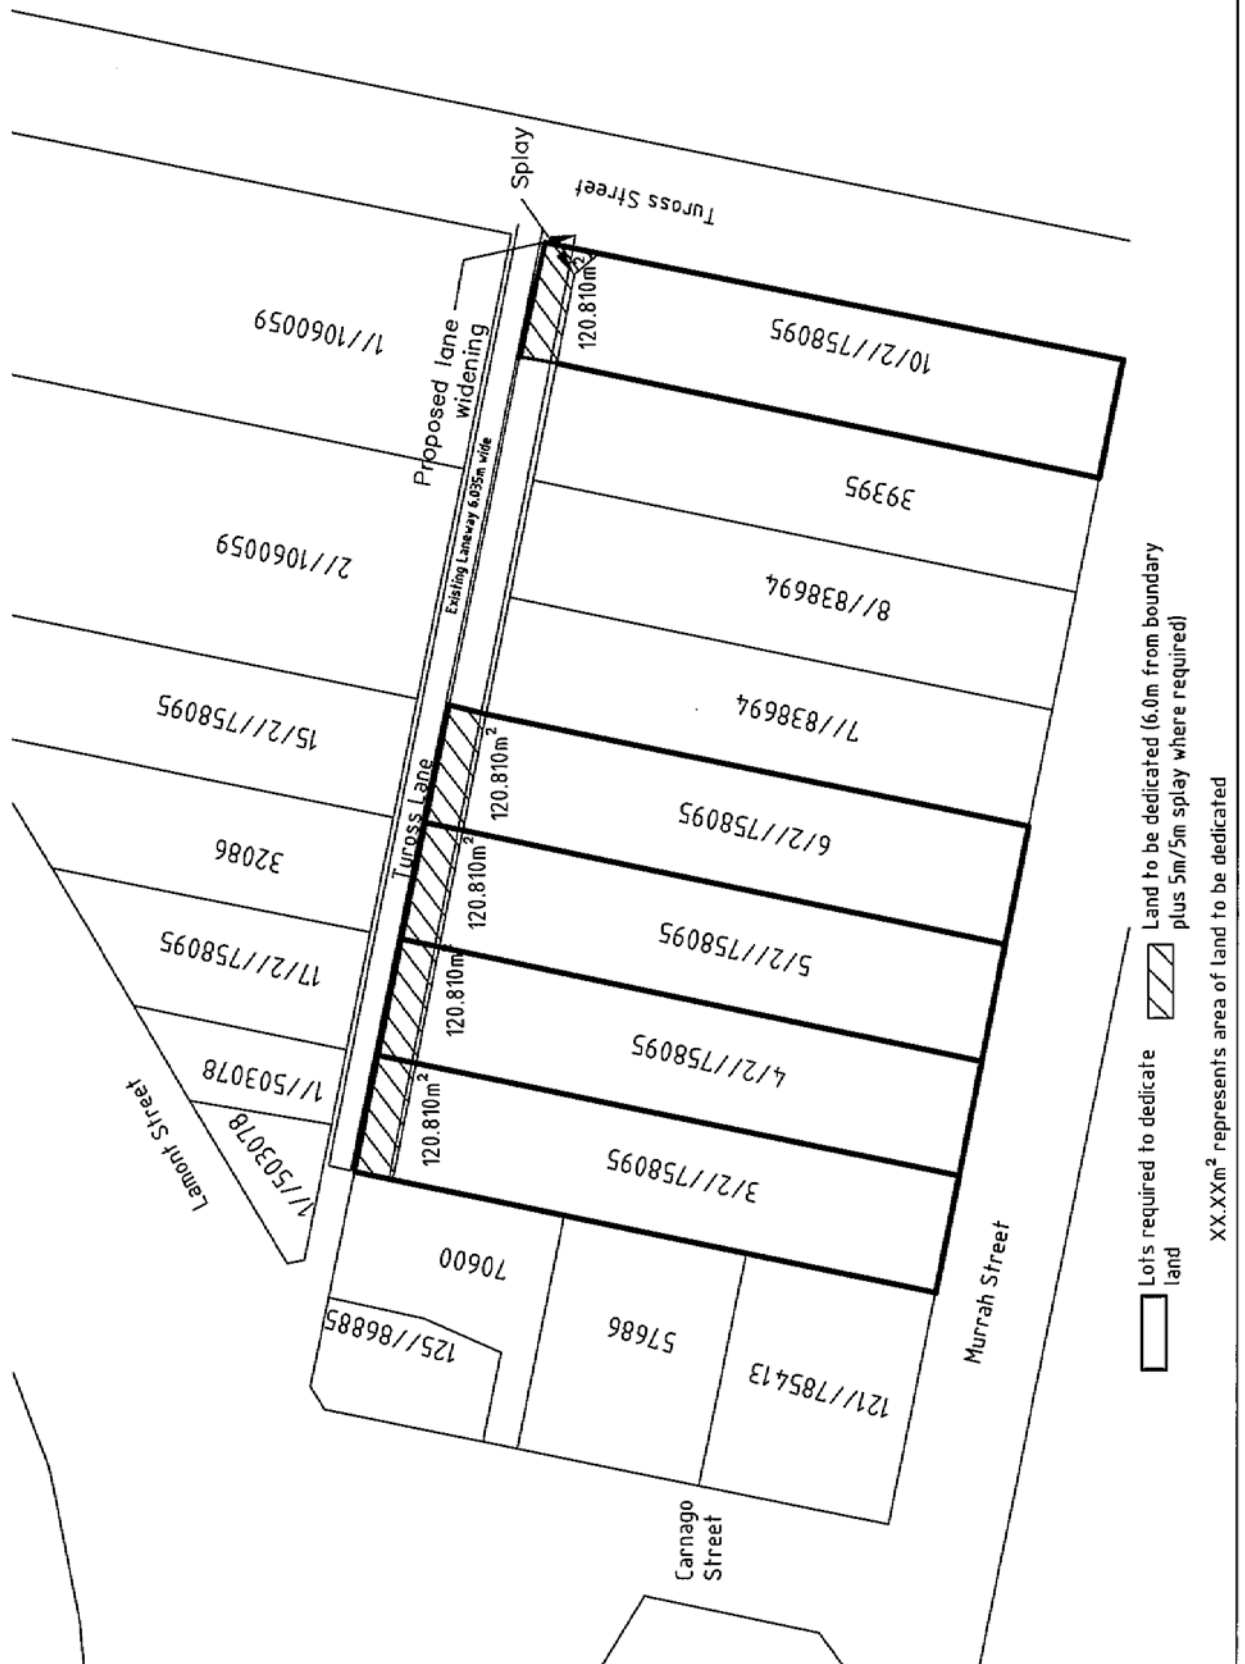 Splay
Tuross Street
Proposed lane
widening
Existing Laneway 6.035m wide
Tuross Lane
Lamont Street
1//1060059
2//1060059
15/2//758095
32086
17/2//758095
1//503078
1//503078
120.810m²
120.810m²
120.810m²
120.810m²
120.810m²
10/2//758095
39395
8//838694
7//838694
6/2//758095
5/2//758095
4/2//758095
3/2//758095
70600
125//86885
57686
121//785413
Murrah Street
Carnago
Street
Lots required to dedicate
land
Land to be dedicated (6.0m from boundary
plus 5m/5m splay where required)
XX.XXm² represents area of land to be dedicated